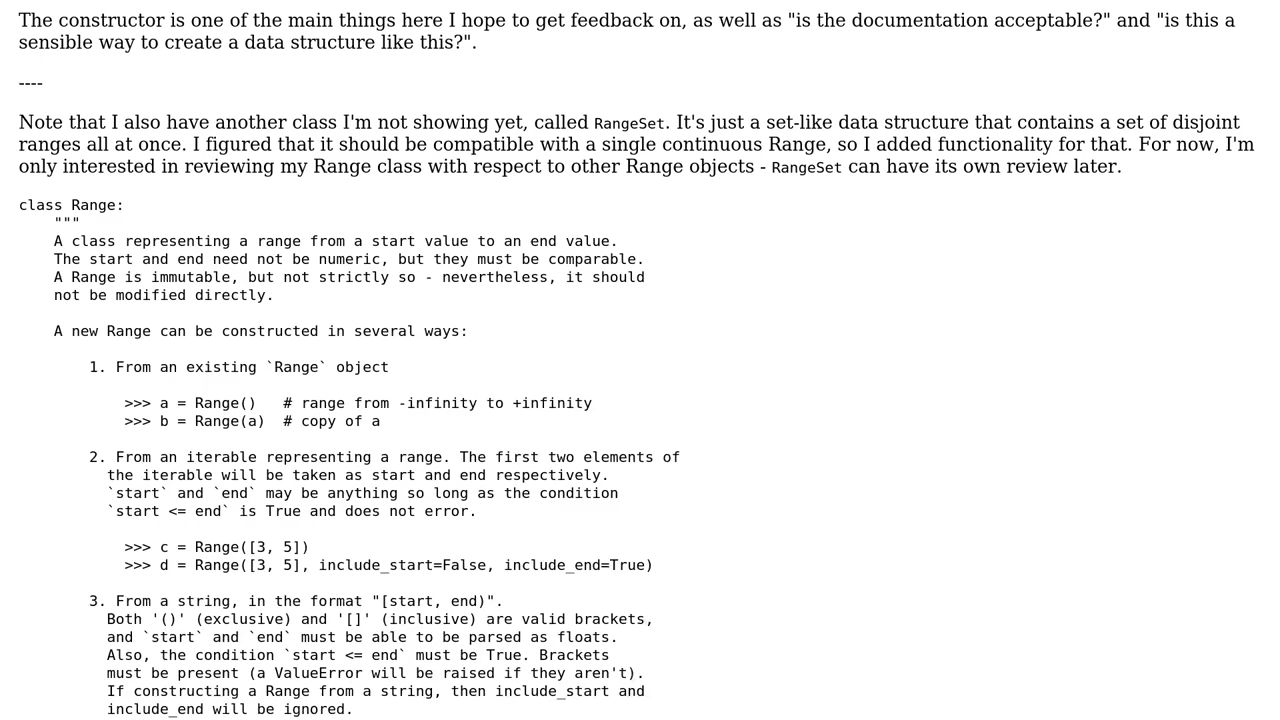 The constructor is one of the main things here I hope to get feedback on, as well as "is the documentation acceptable?" and "is this a
sensible way to create a data structure like this?".
----
Note that I also have another class I'm not showing yet, called RangeSet. It's just a set-like data structure that contains a set of disjoint
ranges all at once. I figured that it should be compatible with a single continuous Range, so I added functionality for that. For now, I'm
only interested in reviewing my Range class with respect to other Range objects - RangeSet can have its own review later.
class Range:
    """
    A class representing a range from a start value to an end value.
    The start and end need not be numeric, but they must be comparable.
    A Range is immutable, but not strictly so - nevertheless, it should
    not be modified directly.
    A new Range can be constructed in several ways:
        1. From an existing `Range` object
            >>> a = Range()   # range from -infinity to +infinity
            >>> b = Range(a)  # copy of a
        2. From an iterable representing a range. The first two elements of
          the iterable will be taken as start and end respectively.
          `start` and `end` may be anything so long as the condition
          `start <= end` is True and does not error.
            >>> c = Range([3, 5])
            >>> d = Range([3, 5], include_start=False, include_end=True)
        3. From a string, in the format "[start, end)".
          Both '()' (exclusive) and '[]' (inclusive) are valid brackets,
          and `start` and `end` must be able to be parsed as floats.
          Also, the condition `start <= end` must be True. Brackets
          must be present (a ValueError will be raised if they aren't).
          If constructing a Range from a string, then include_start and
          include_end will be ignored.